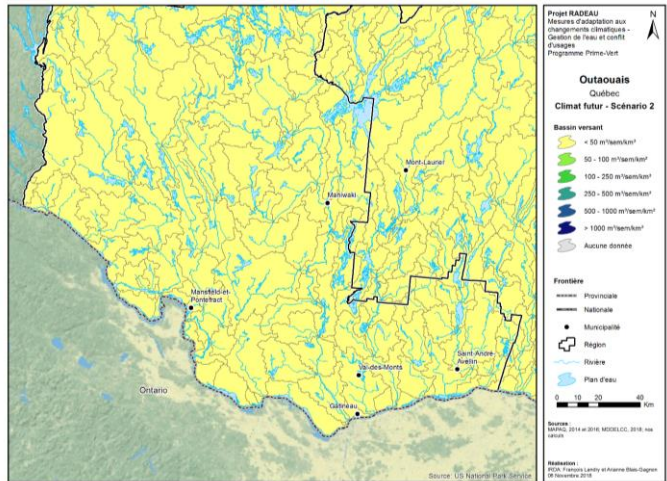 Projet RADEAU
Mesures d'adaptation aux
changements climatiques -
Gestion de l'eau et conflit
d'usages
Programme Prime-Vert
N
Outaouais
Québec
Climat futur - Scénario 2
Bassin versant
< 50 m³/sem/km²
50 - 100 m³/sem/km²
100 - 250 m³/sem/km²
250 - 500 m³/sem/km²
500 - 1000 m³/sem/km²
> 1000 m³/sem/km²
Aucune donnée
Frontière
Provinciale
Nationale
Municipalité
Région
Rivière
Plan d'eau
0 10 20 40
Km
Sources :
MAPAQ, 2014 et 2016; MDDELCC, 2018; nos
calculs
Réalisation :
IRDA, François Landry et Arianne Blais-Gagnon
06 Novembre 2018
Mont-Laurier
Maniwaki
Mansfield-et-
Pontefract
Saint-André-
Avellin
Val-des-Monts
Ontario
Gatineau
Source: US National Park Service